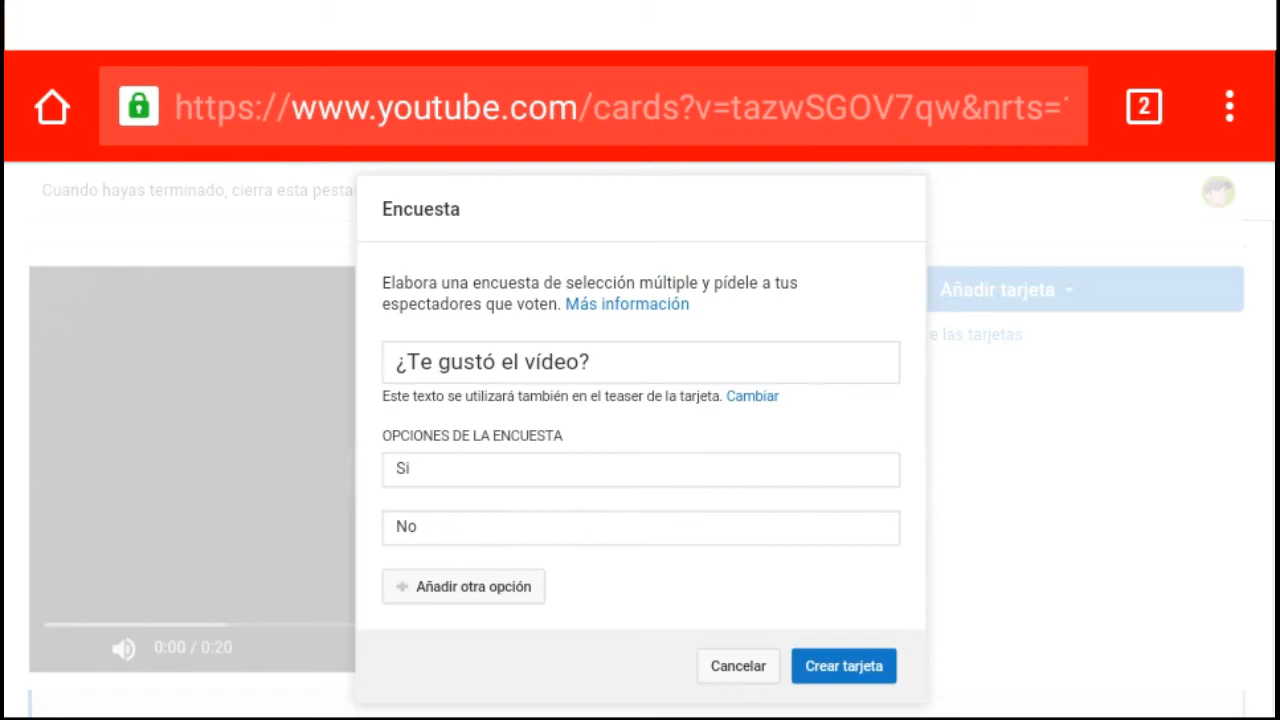 https://www.youtube.com/cards?v=tazwSGOV7qw&nrts=
2
Cuando hayas terminado, cierra esta pesta
Encuesta
Elabora una encuesta de selección múltiple y pídele a tus
espectadores que voten. Más información
Añadir tarjeta
e las tarjetas
¿Te gustó el vídeo?
Este texto se utilizará también en el teaser de la tarjeta. Cambiar
OPCIONES DE LA ENCUESTA
Si
No
+ Añadir otra opción
0:00 / 0:20
Cancelar
Crear tarjeta